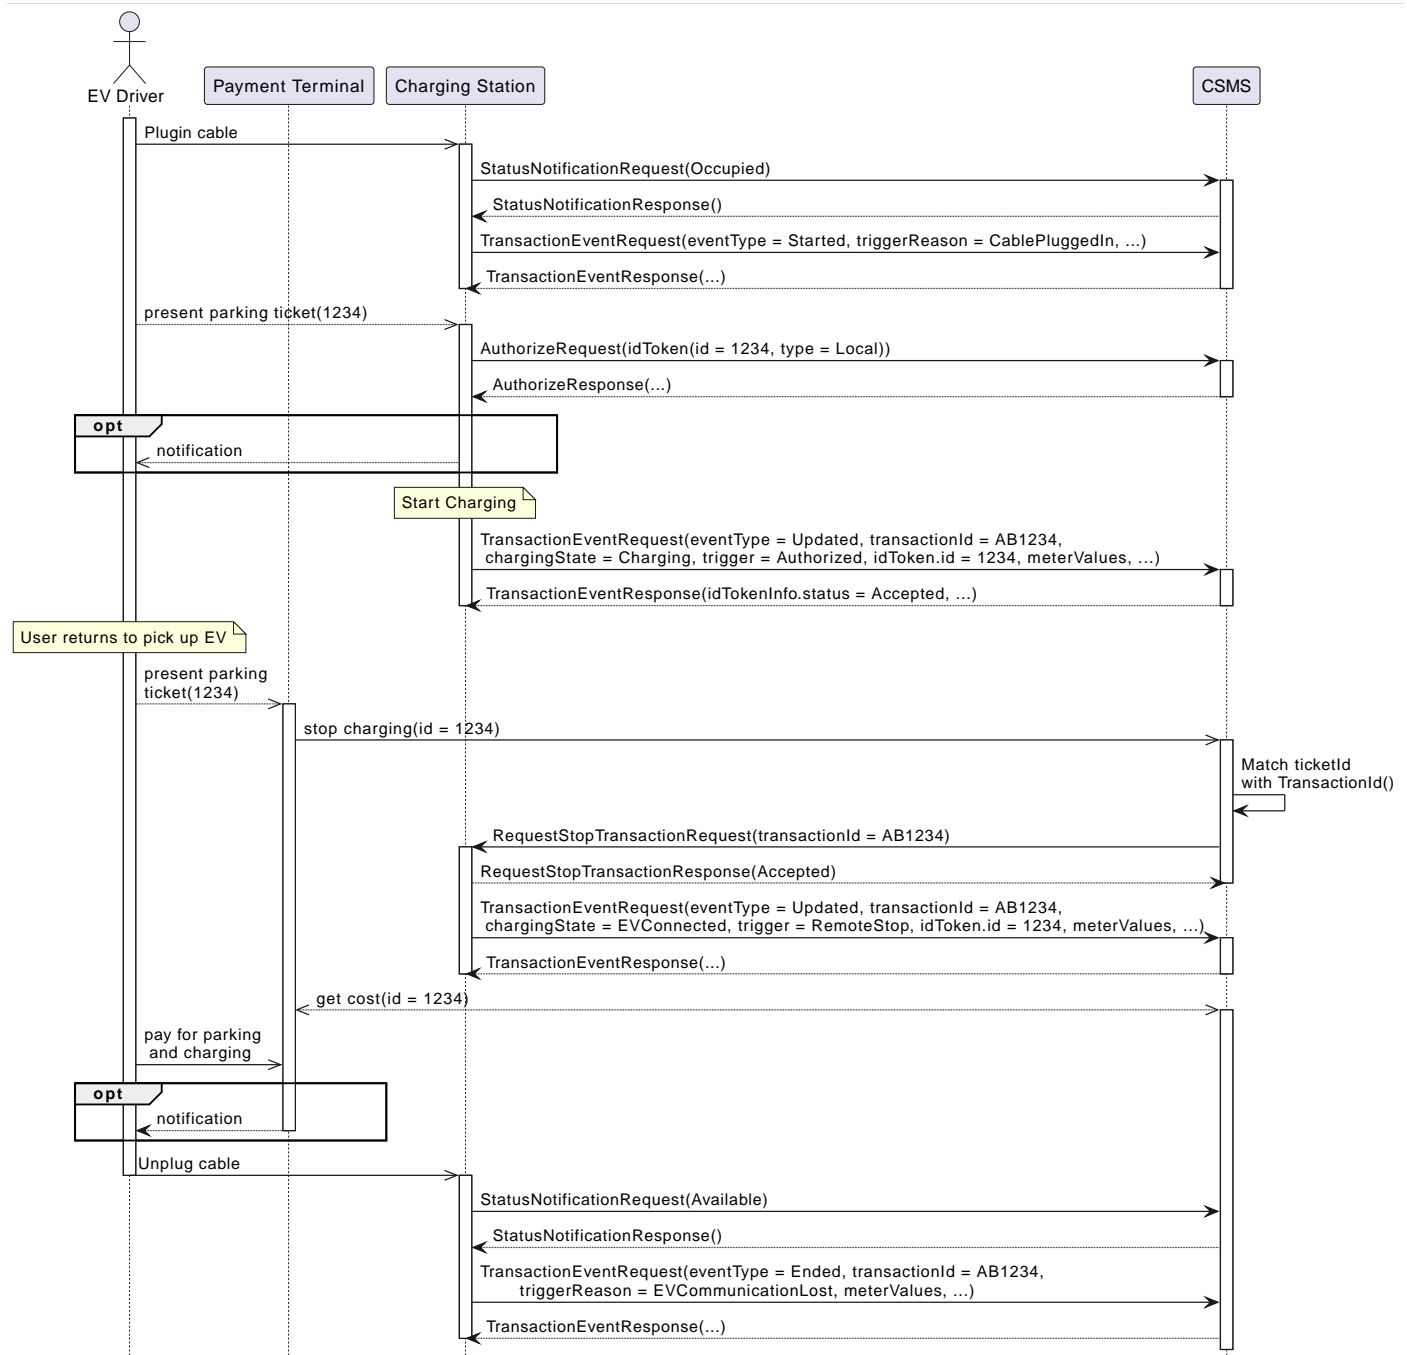 EV Driver
Payment Terminal
Charging Station
CSMS
Plugin cable
StatusNotificationRequest(Occupied)
StatusNotificationResponse()
TransactionEventRequest(eventType = Started, triggerReason = CablePluggedIn, ...)
TransactionEventResponse(...)
present parking ticket(1234)
AuthorizeRequest(idToken(id = 1234, type = Local))
AuthorizeResponse(...)
opt
notification
Start Charging
TransactionEventRequest(eventType = Updated, transactionId = AB1234,
chargingState = Charging, trigger = Authorized, idToken.id = 1234, meterValues, ...)
TransactionEventResponse(idTokenInfo.status = Accepted, ...)
User returns to pick up EV
present parking
ticket(1234)
stop charging(id = 1234)
Match ticketId
with TransactionId()
RequestStopTransactionRequest(transactionId = AB1234)
RequestStopTransactionResponse(Accepted)
TransactionEventRequest(eventType = Updated, transactionId = AB1234,
chargingState = EVConnected, trigger = RemoteStop, idToken.id = 1234, meterValues, ...)
TransactionEventResponse(...)
get cost(id = 1234)
pay for parking
and charging
opt
notification
Unplug cable
StatusNotificationRequest(Available)
StatusNotificationResponse()
TransactionEventRequest(eventType = Ended, transactionId = AB1234,
triggerReason = EVCommunicationLost, meterValues, ...)
TransactionEventResponse(...)